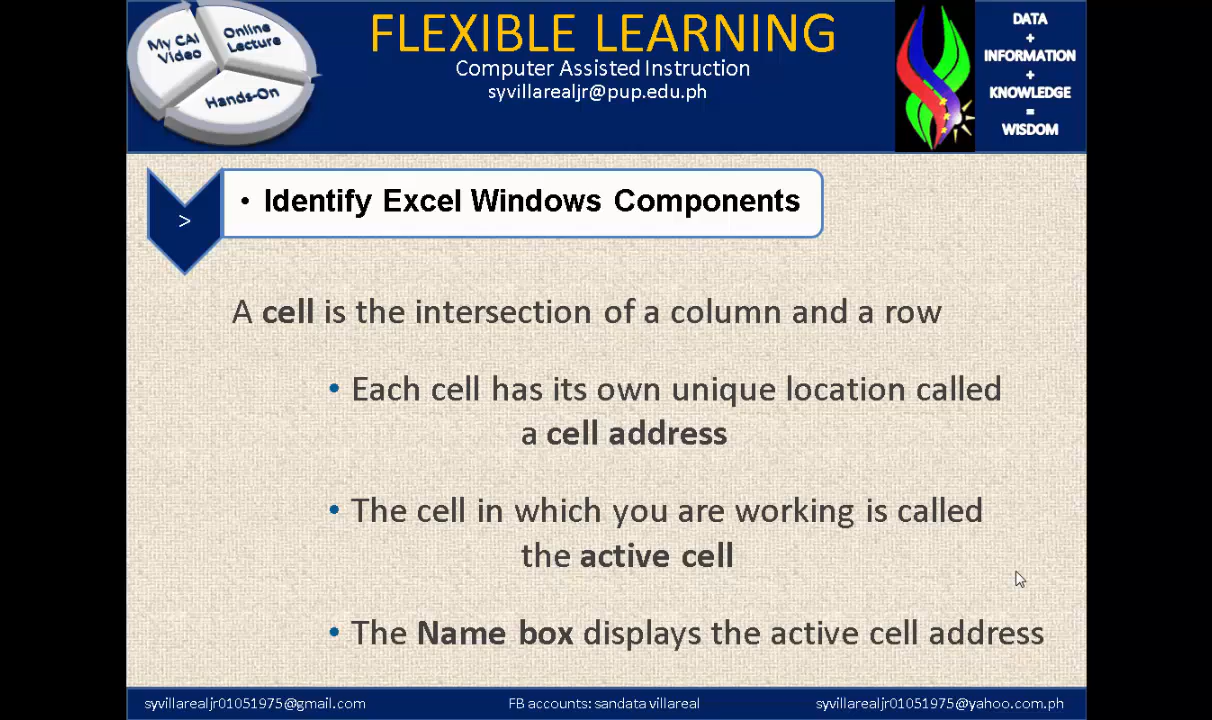 My CAI
Video
Online
Lecture
Hands-On
FLEXIBLE LEARNING
Computer Assisted Instruction
syvillarealjr@pup.edu.ph
DATA
+
INFORMATION
+
KNOWLEDGE
=
WISDOM
>
• Identify Excel Windows Components
A cell is the intersection of a column and a row
• Each cell has its own unique location called
a cell address
• The cell in which you are working is called
the active cell
• The Name box displays the active cell address
syvillarealjr01051975@gmail.com
FB accounts: sandata villareal
syvillarealjr01051975@yahoo.com.ph